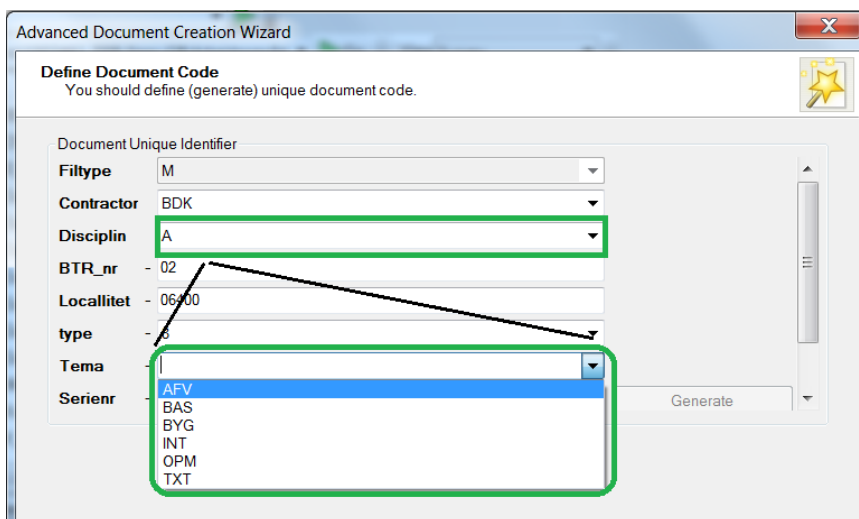 Advanced Document Creation Wizard
Define Document Code
You should define (generate) unique document code.
Document Unique Identifier
Filtype M
Contractor BDK
Disciplin A
BTR_nr - 02
Locallitet - 06400
type -
Tema -
AFV
Serienr - Generate
BAS
BYG
INT
OPM
TXT